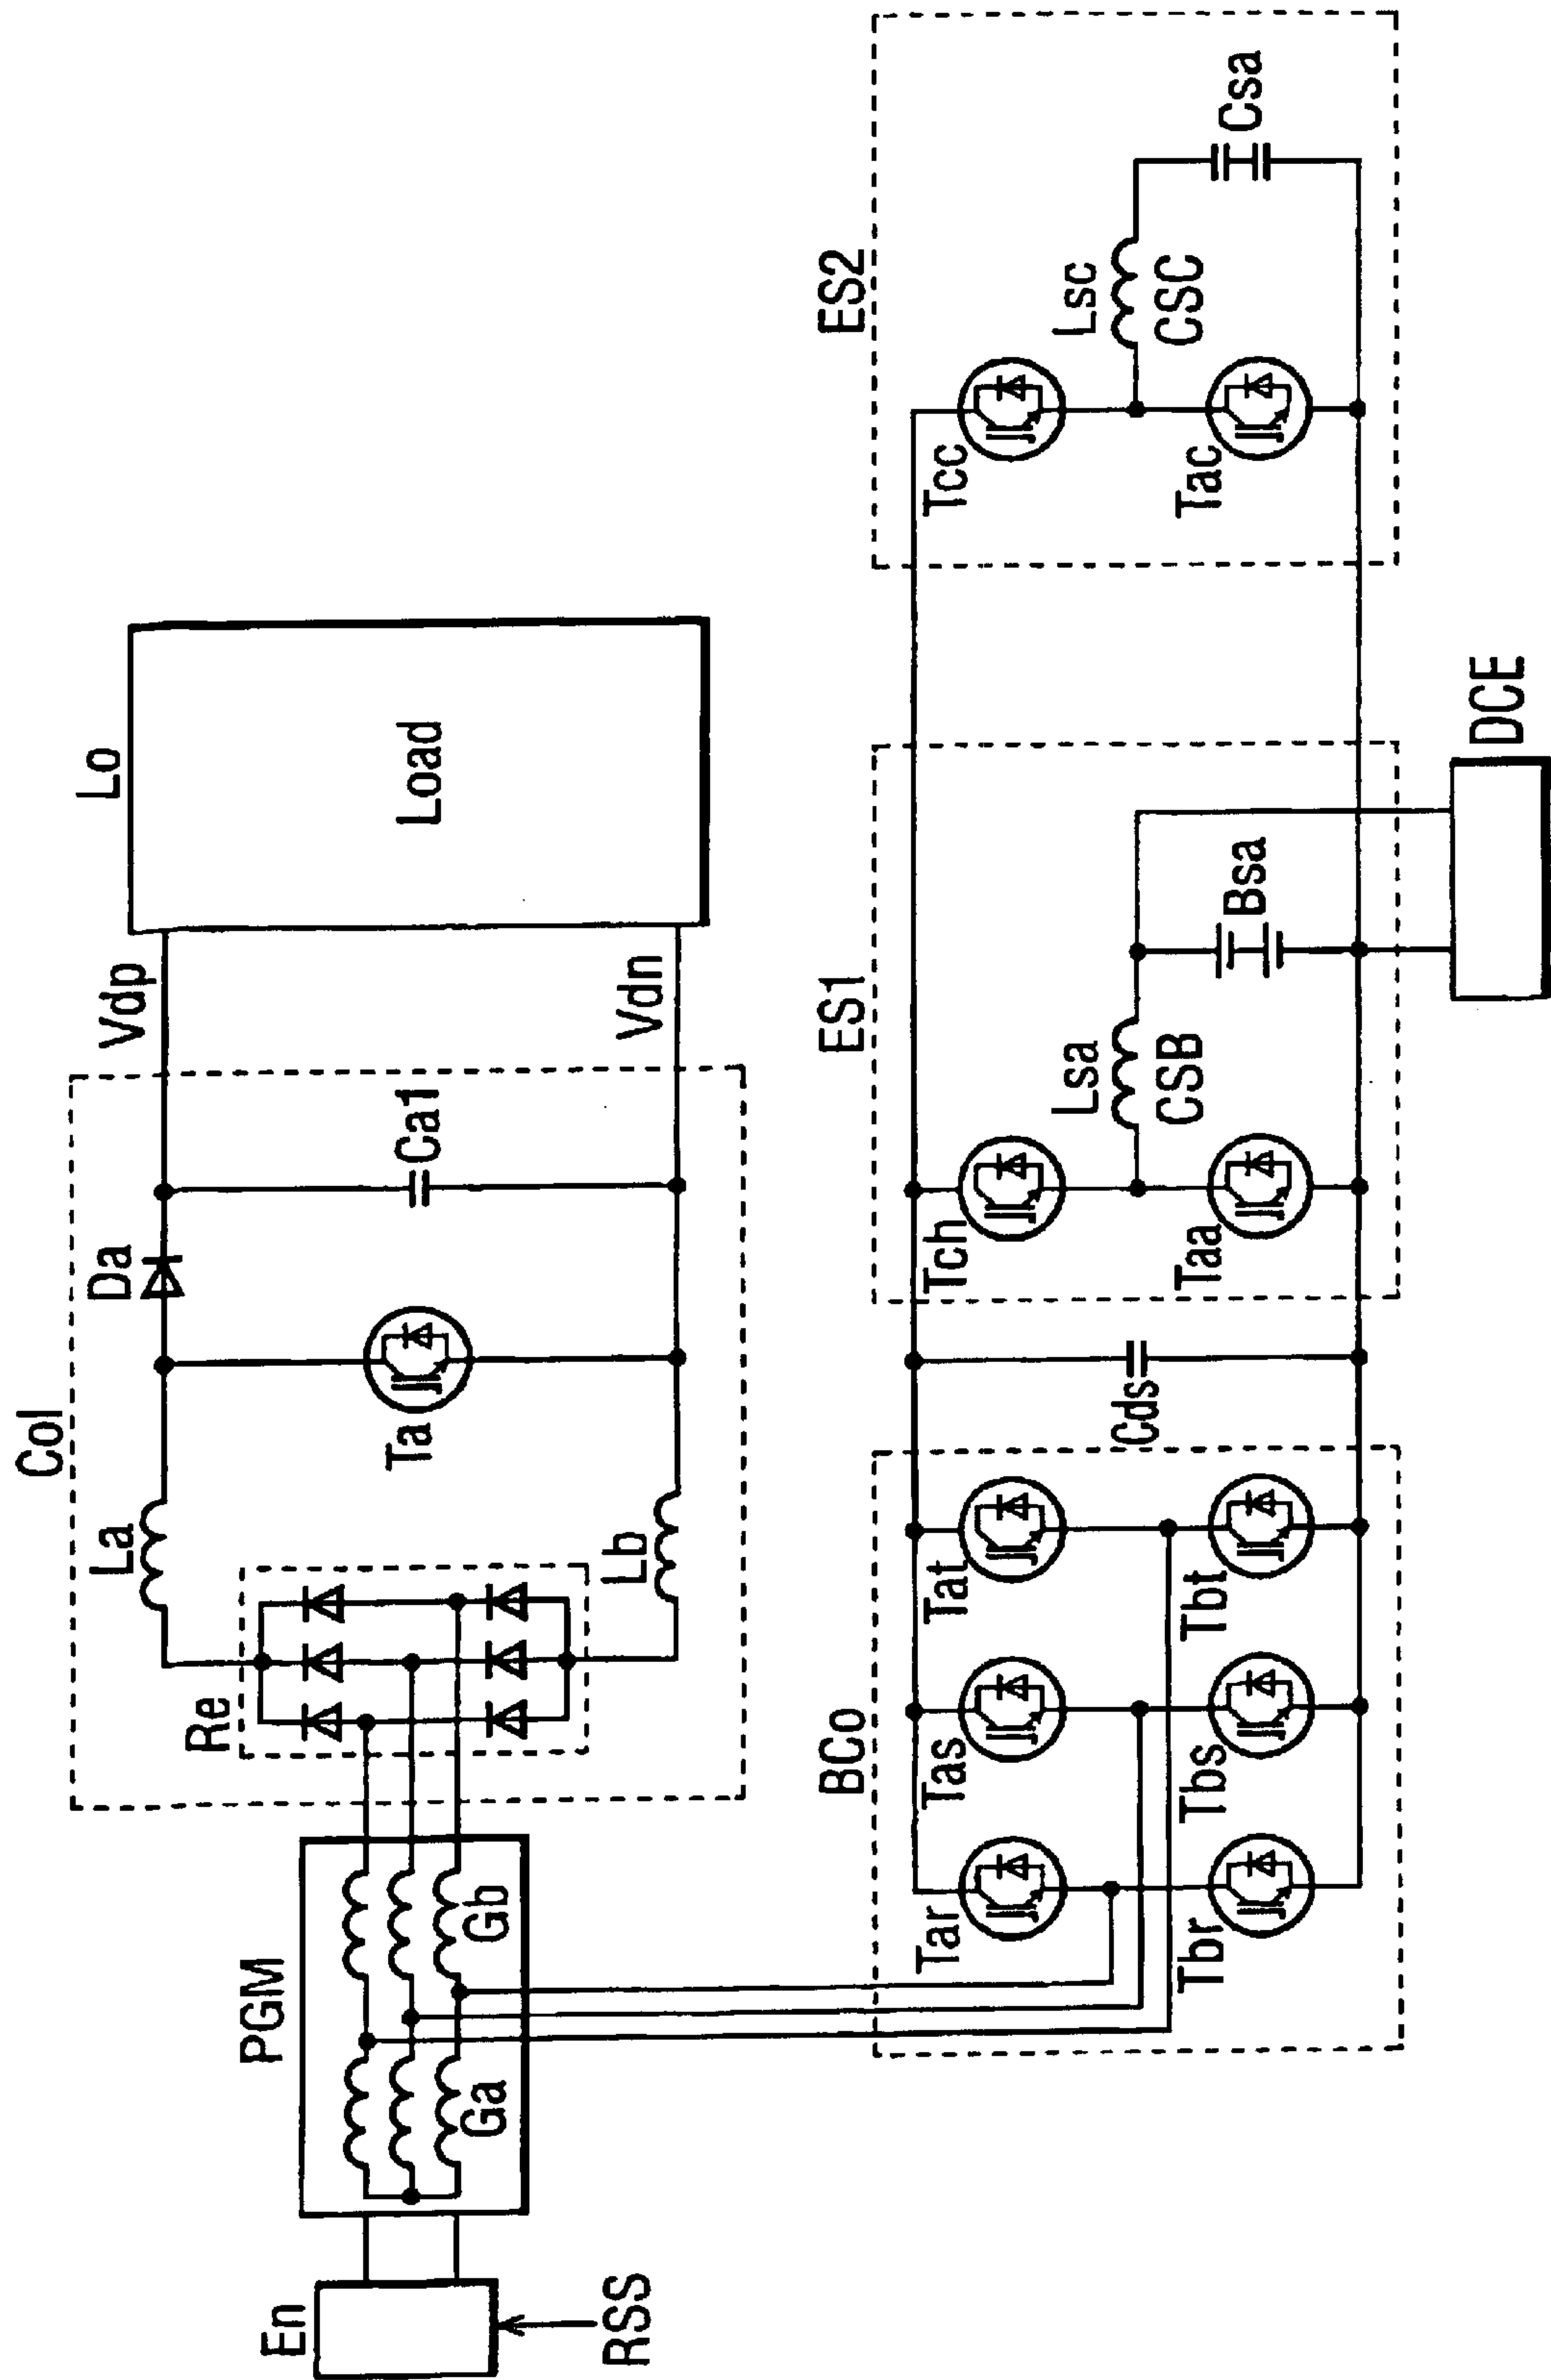 En
RSS
PGM
Ga
Gb
Col
Re
La
Lb
Ta
Da
Ca1
Vdp
Vdn
Lo
Load
BCo
Tar
Tas
Tat
Tbr
Tbs
Tbt
Cds
ES1
Tch
Taa
Lsa
CSB
Bsa
DCE
ES2
Tcc
Tac
Lsc
CSC
Csa